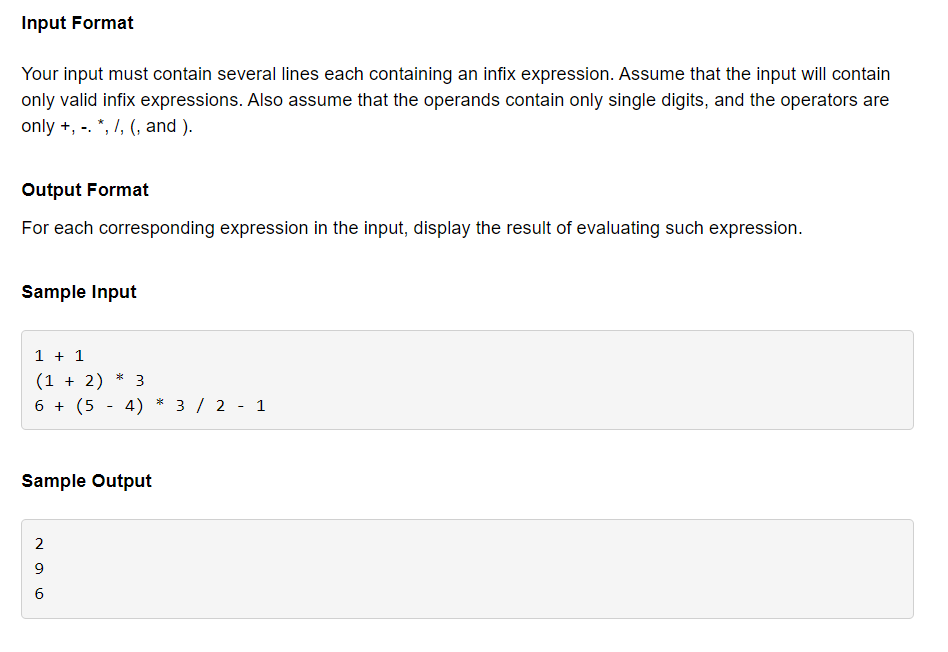 Input Format
Your input must contain several lines each containing an infix expression. Assume that the input will contain
only valid infix expressions. Also assume that the operands contain only single digits, and the operators are
only +, -. *, /, (, and ).
Output Format
For each corresponding expression in the input, display the result of evaluating such expression.
Sample Input
1 + 1
(1 + 2) * 3
6 + (5 - 4) * 3 / 2 - 1
Sample Output
2
9
6